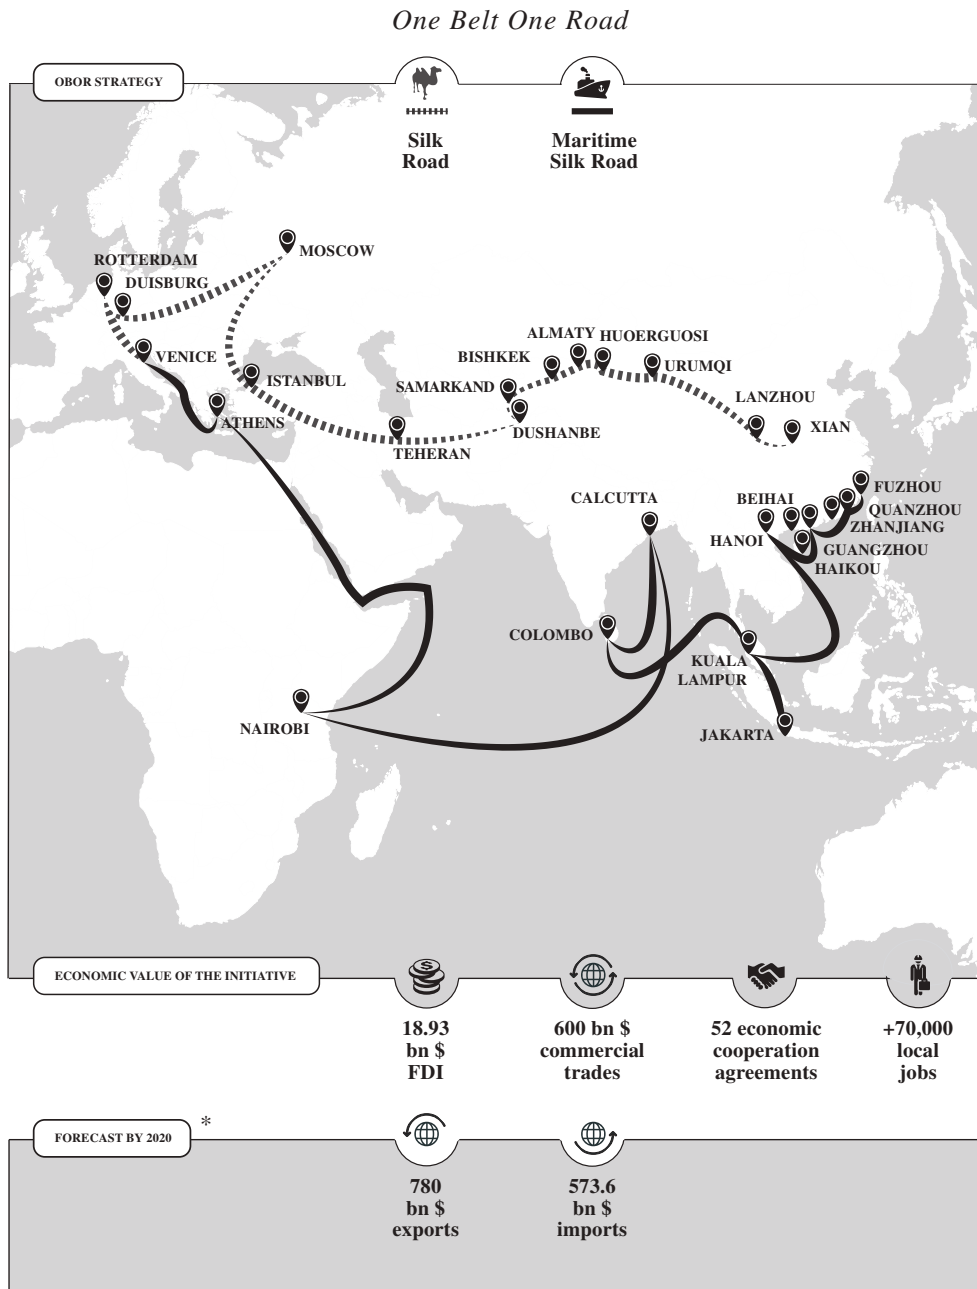 One Belt One Road
OBOR STRATEGY
Silk
Road
Maritime
Silk Road
MOSCOW
ROTTERDAM
DUISBURG
VENICE
ISTANBUL
ATHENS
TEHERAN
SAMARKAND
DUSHANBE
BISHKEK
ALMATY
HUOERGUOSI
URUMQI
LANZHOU
XIAN
CALCUTTA
BEIHAI
FUZHOU
QUANZHOU
ZHANJIANG
HANOI
GUANGZHOU
HAIKOU
COLOMBO
KUALA
LAMPUR
NAIROBI
JAKARTA
ECONOMIC VALUE OF THE INITIATIVE
$
18.93
bn $
FDI
600 bn $
commercial
trades
52 economic
cooperation
agreements
+70,000
local
jobs
FORECAST BY 2020
*
780
bn $
exports
573.6
bn $
imports